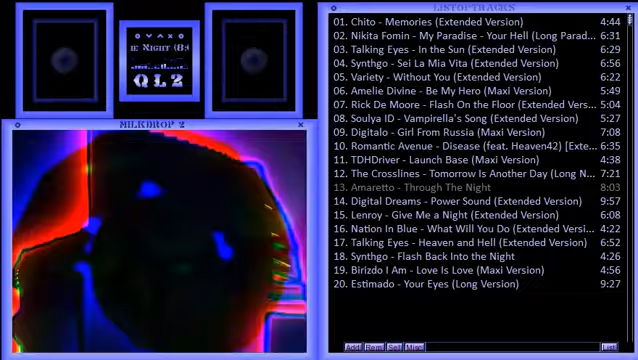 E NIGHT (8:
QL2
MILKDROP 2
LISTOFTRACKS
01. Chito - Memories (Extended Version) 4:44
02. Nikita Fomin - My Paradise - Your Hell (Long Parad... 6:31
03. Talking Eyes - In the Sun (Extended Version) 6:29
04. Synthgo - Sei La Mia Vita (Extended Version) 6:56
05. Variety - Without You (Extended Version) 6:22
06. Amelie Divine - Be My Hero (Maxi Version) 5:49
07. Rick De Moore - Flash On the Floor (Extended Vers... 5:04
08. Soulya ID - Vampirella's Song (Extended Version) 5:27
09. Digitalo - Girl From Russia (Maxi Version) 7:08
10. Romantic Avenue - Disease (feat. Heaven42) [Exte... 6:35
11. TDHDriver - Launch Base (Maxi Version) 4:38
12. The Crosslines - Tomorrow Is Another Day (Long N... 7:21
13. Amaretto - Through The Night 8:03
14. Digital Dreams - Power Sound (Extended Version) 9:57
15. Lenroy - Give Me a Night (Extended Version) 6:08
16. Nation In Blue - What Will You Do (Extended Versi... 4:22
17. Talking Eyes - Heaven and Hell (Extended Version) 6:52
18. Synthgo - Flash Back Into the Night 4:26
19. Birizdo I Am - Love Is Love (Maxi Version) 4:56
20. Estimado - Your Eyes (Long Version) 9:27
Add Rem Sel Misc List